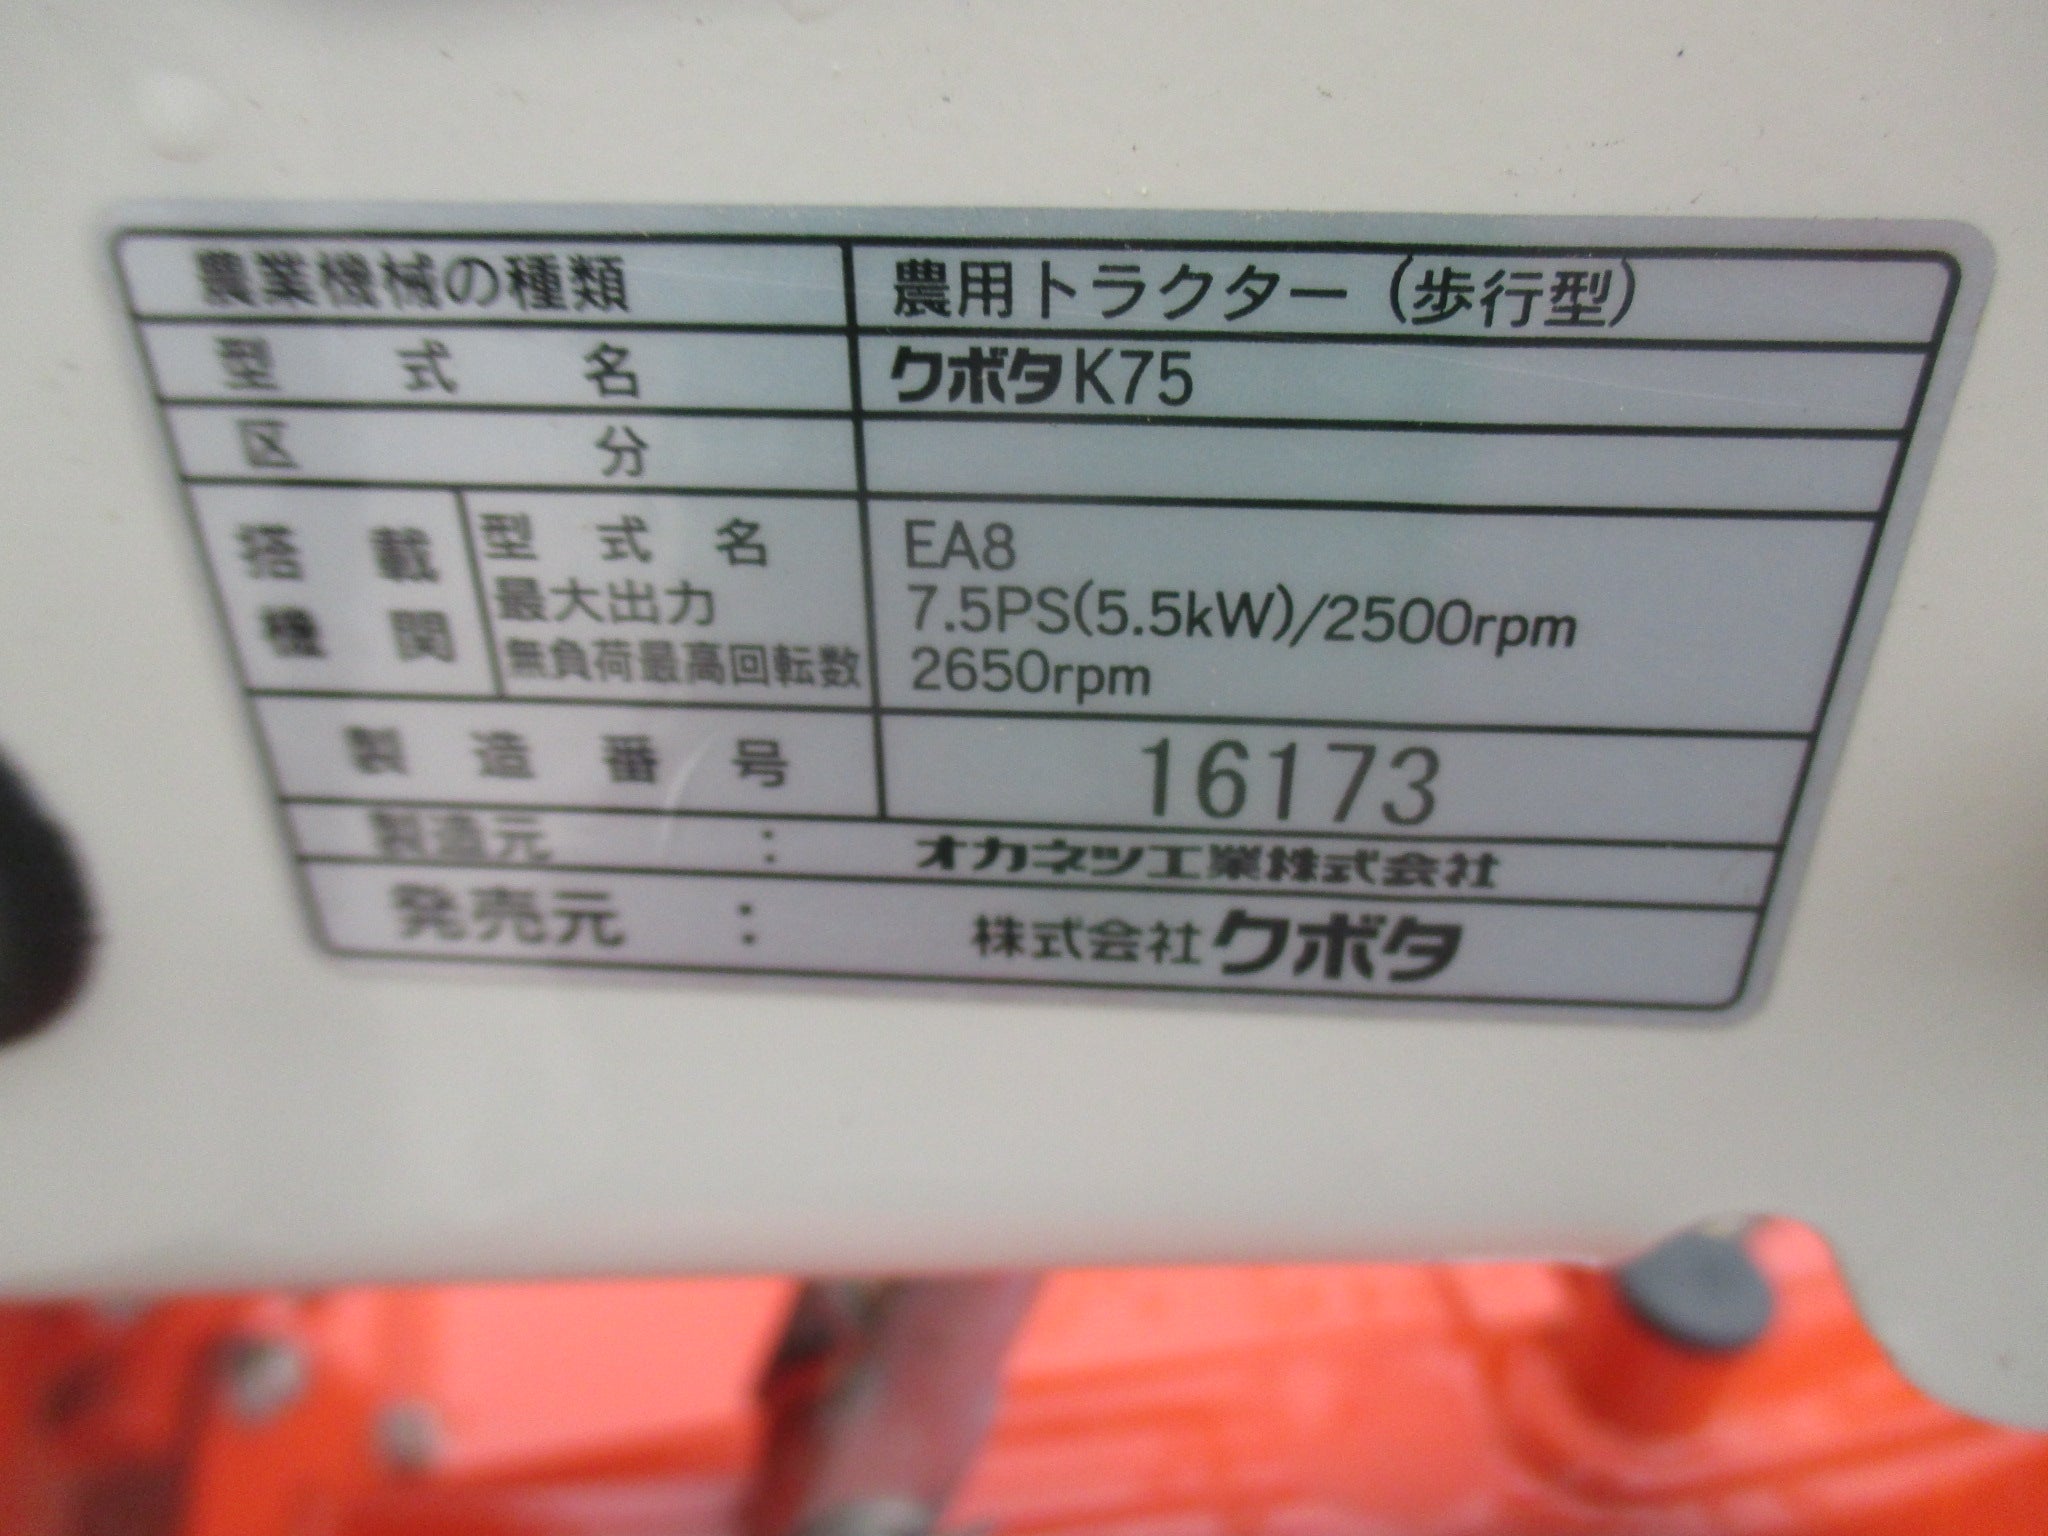 農業機械の種類 農用トラクター（歩行型）
型式名 クボタK75
区分
搭載機関 型式名 EA8
最大出力 7.5PS(5.5kW)/2500rpm
無負荷最高回転数 2650rpm
製造番号 16173
製造元 : オカネツ工業株式会社
発売元 : 株式会社クボタ